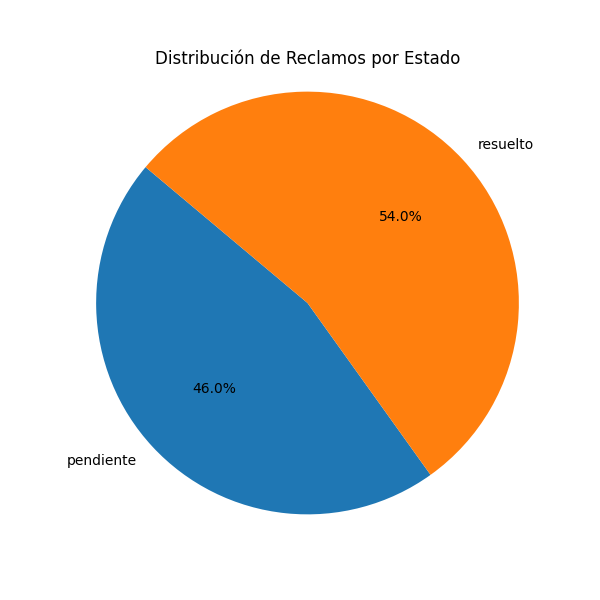 Distribución de Reclamos por Estado
resuelto
54.0%
46.0%
pendiente